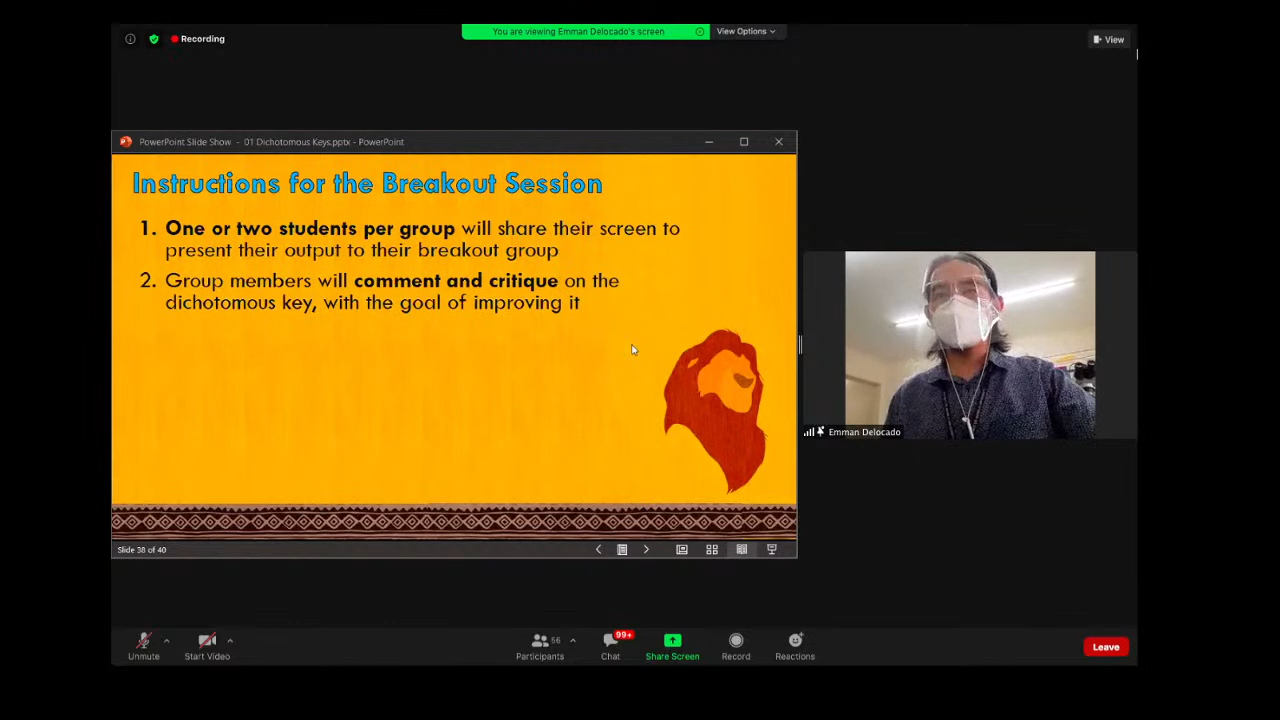 Recording
You are viewing Emman Delocado's screen
View Options
View
PowerPoint Slide Show - 01 Dichotomous Keys.pptx - PowerPoint
Instructions for the Breakout Session
1. One or two students per group will share their screen to
present their output to their breakout group
2. Group members will comment and critique on the
dichotomous key, with the goal of improving it
Emman Delocado
Slide 38 of 40
56
99+
Unmute
Start Video
Participants
Chat
Share Screen
Record
Reactions
Leave